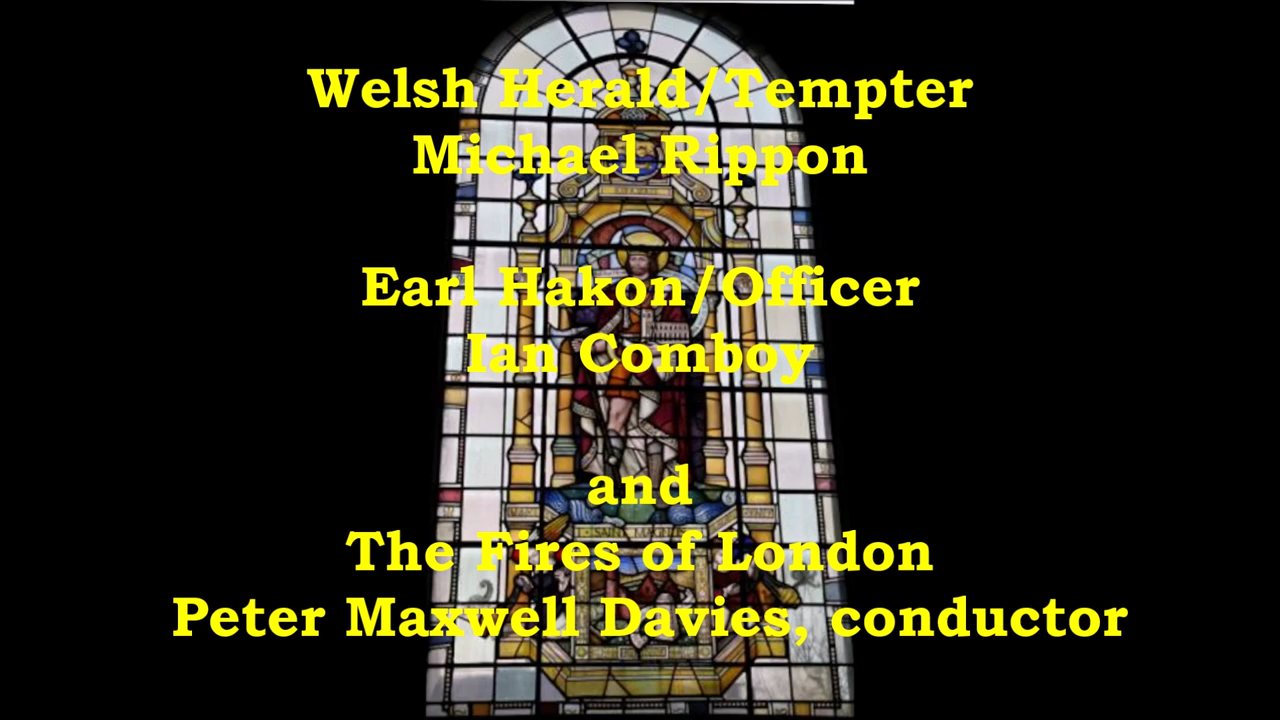 Welsh Herald/Tempter
Michael Rippon
Earl Hakon/Officer
Ian Comboy
and
The Fires of London
Peter Maxwell Davies, conductor